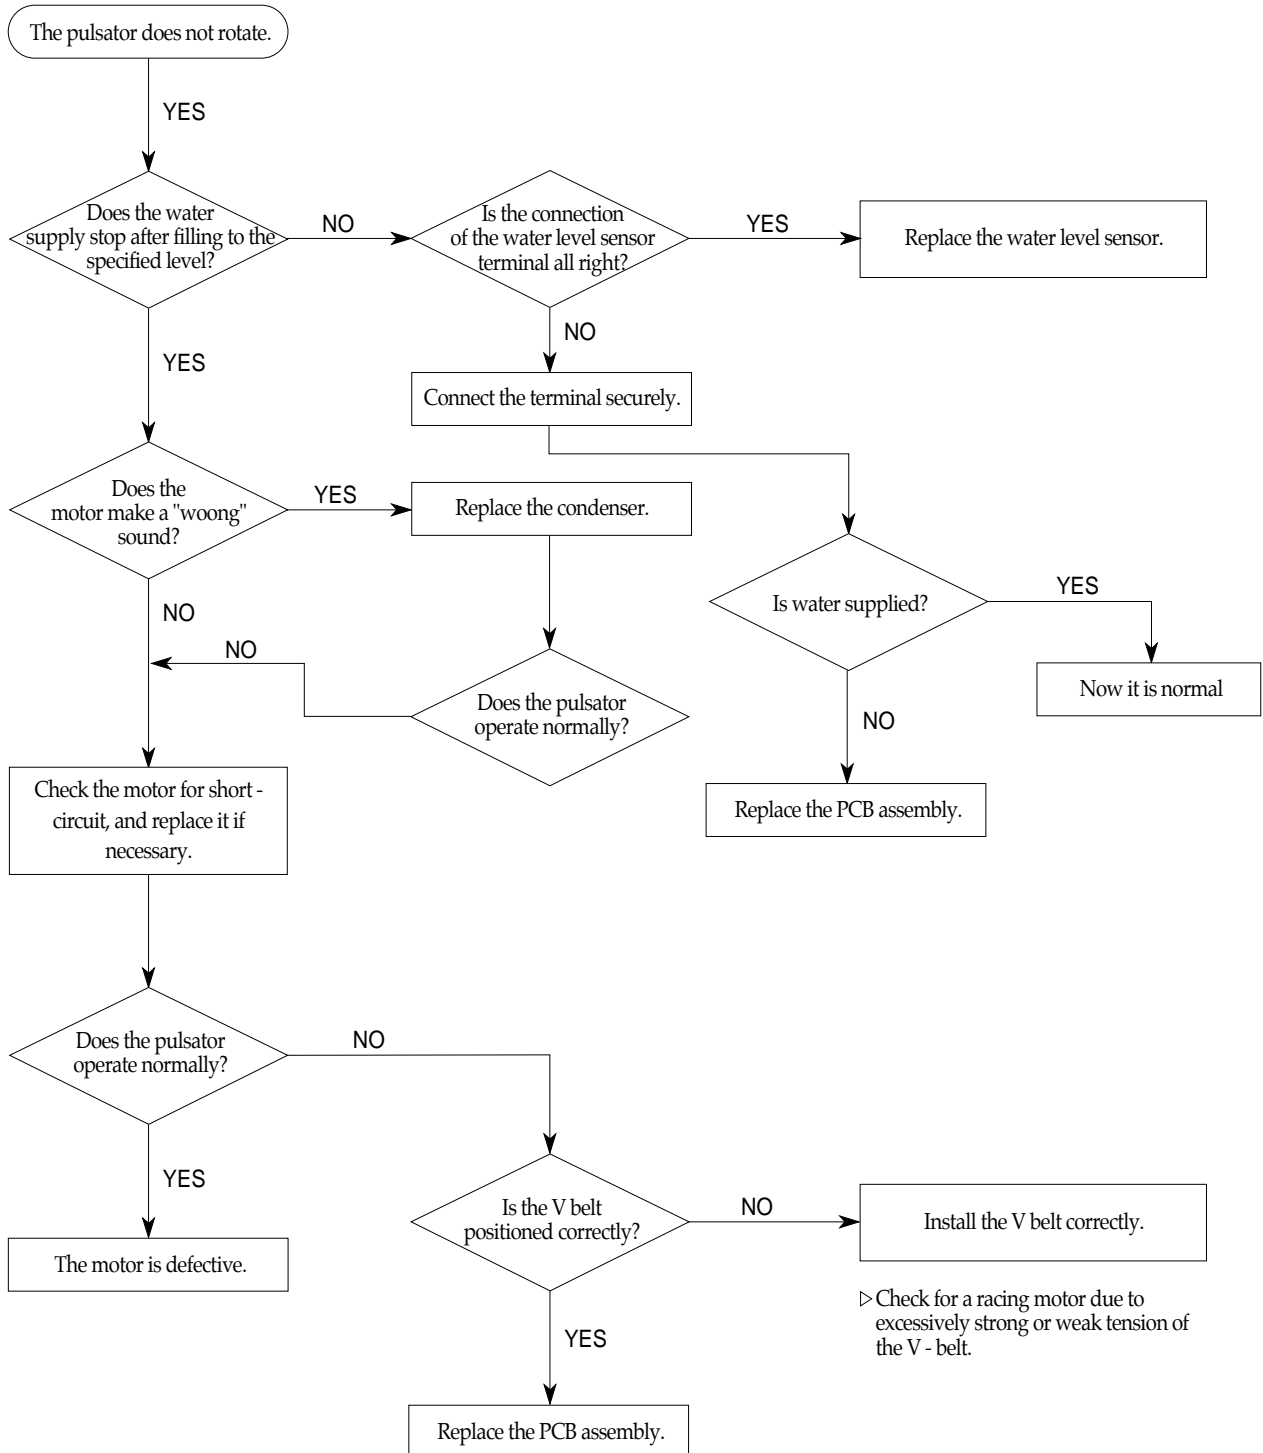 The pulsator does not rotate.
YES
Does the water
supply stop after filling to the
specified level?
NO
Is the connection
of the water level sensor
terminal all right?
YES
Replace the water level sensor.
NO
YES
Connect the terminal securely.
Does the
motor make a "woong"
sound?
YES
Replace the condenser.
Is water supplied?
YES
NO
NO
Does the pulsator
operate normally?
Now it is normal
NO
Check the motor for short -
circuit, and replace it if
necessary.
Replace the PCB assembly.
Does the pulsator
operate normally?
NO
YES
Is the V belt
positioned correctly?
NO
Install the V belt correctly.
The motor is defective.
▷ Check for a racing motor due to
excessively strong or weak tension of
the V - belt.
YES
Replace the PCB assembly.